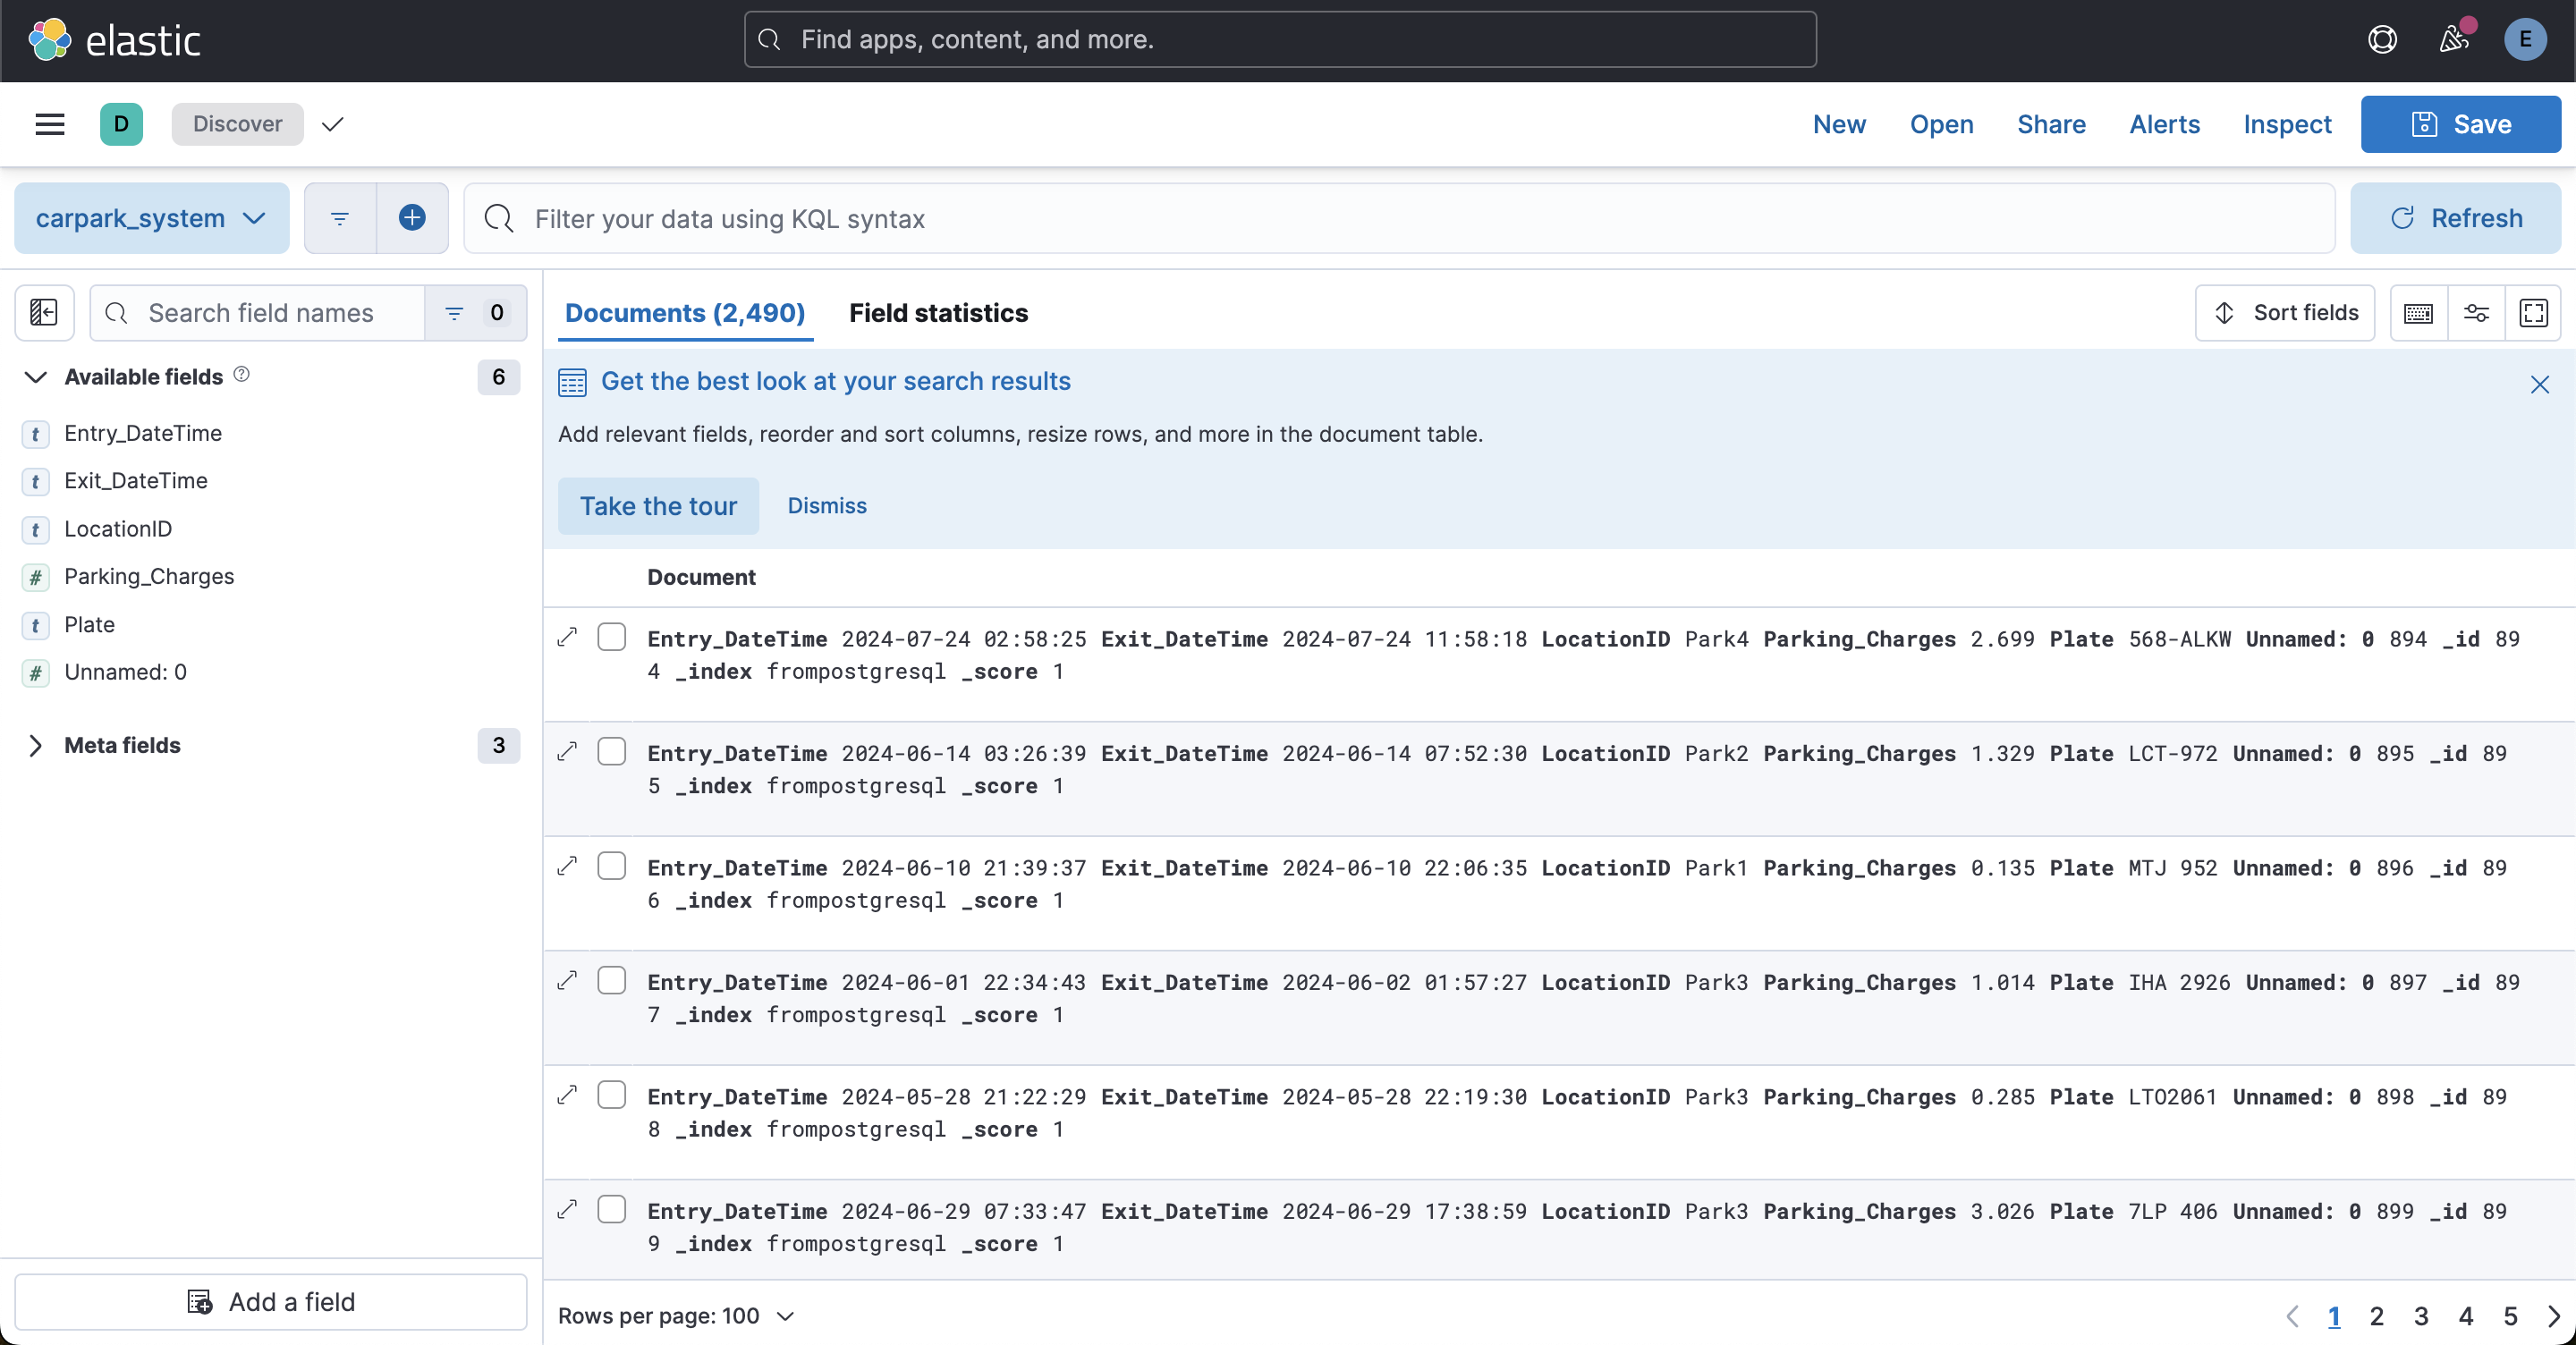 elastic
Find apps, content, and more.
E
D
Discover
New
Open
Share
Alerts
Inspect
Save
carpark_system
Filter your data using KQL syntax
Refresh
Search field names
0
Documents (2,490)
Field statistics
Sort fields
Available fields
6
t Entry_DateTime
t Exit_DateTime
t LocationID
# Parking_Charges
t Plate
# Unnamed: 0
Meta fields
3
Add a field
Get the best look at your search results
Add relevant fields, reorder and sort columns, resize rows, and more in the document table.
Take the tour
Dismiss
Document
Entry_DateTime 2024-07-24 02:58:25 Exit_DateTime 2024-07-24 11:58:18 LocationID Park4 Parking_Charges 2.699 Plate 568-ALKW Unnamed: 0 894 _id 89
4 _index frompostgresql _score 1
Entry_DateTime 2024-06-14 03:26:39 Exit_DateTime 2024-06-14 07:52:30 LocationID Park2 Parking_Charges 1.329 Plate LCT-972 Unnamed: 0 895 _id 89
5 _index frompostgresql _score 1
Entry_DateTime 2024-06-10 21:39:37 Exit_DateTime 2024-06-10 22:06:35 LocationID Park1 Parking_Charges 0.135 Plate MTJ 952 Unnamed: 0 896 _id 89
6 _index frompostgresql _score 1
Entry_DateTime 2024-06-01 22:34:43 Exit_DateTime 2024-06-02 01:57:27 LocationID Park3 Parking_Charges 1.014 Plate IHA 2926 Unnamed: 0 897 _id 89
7 _index frompostgresql _score 1
Entry_DateTime 2024-05-28 21:22:29 Exit_DateTime 2024-05-28 22:19:30 LocationID Park3 Parking_Charges 0.285 Plate LTO2061 Unnamed: 0 898 _id 89
8 _index frompostgresql _score 1
Entry_DateTime 2024-06-29 07:33:47 Exit_DateTime 2024-06-29 17:38:59 LocationID Park3 Parking_Charges 3.026 Plate 7LP 406 Unnamed: 0 899 _id 89
9 _index frompostgresql _score 1
Rows per page: 100
1 2 3 4 5